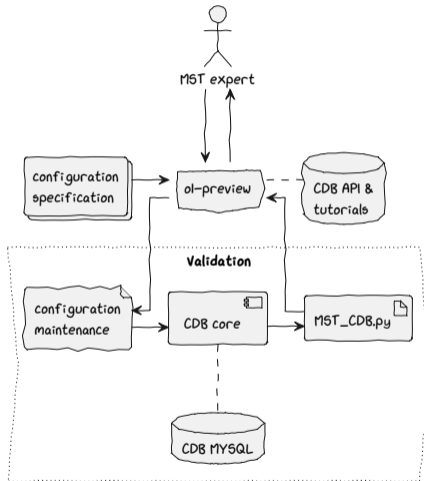 MST expert
configuration
specification
ol-preview
CDB API &
tutorials
Validation
configuration
maintenance
CDB core
MST_CDB.py
CDB MYSQL